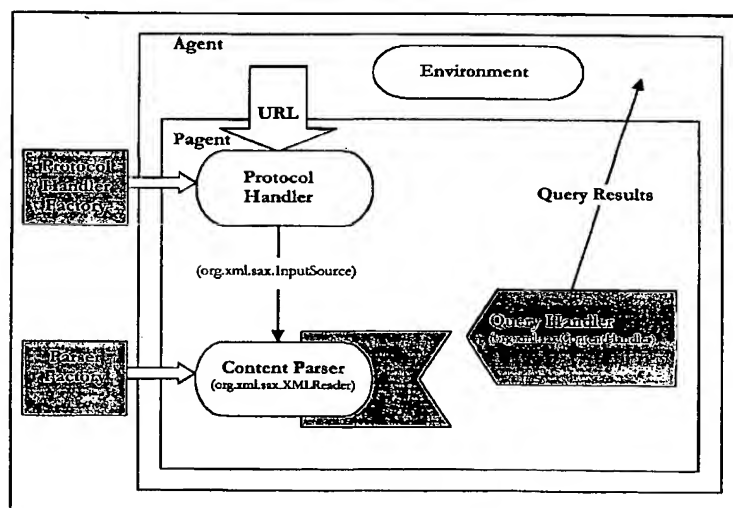 Agent
Environment
URL
Pagent
Protocol
Handler
Factory
Protocol
Handler
Query Results
(org.xml.sax.InputSource)
Query Handler
Parser
Factory
Content Parser
(org.xml.sax.XMLReader)